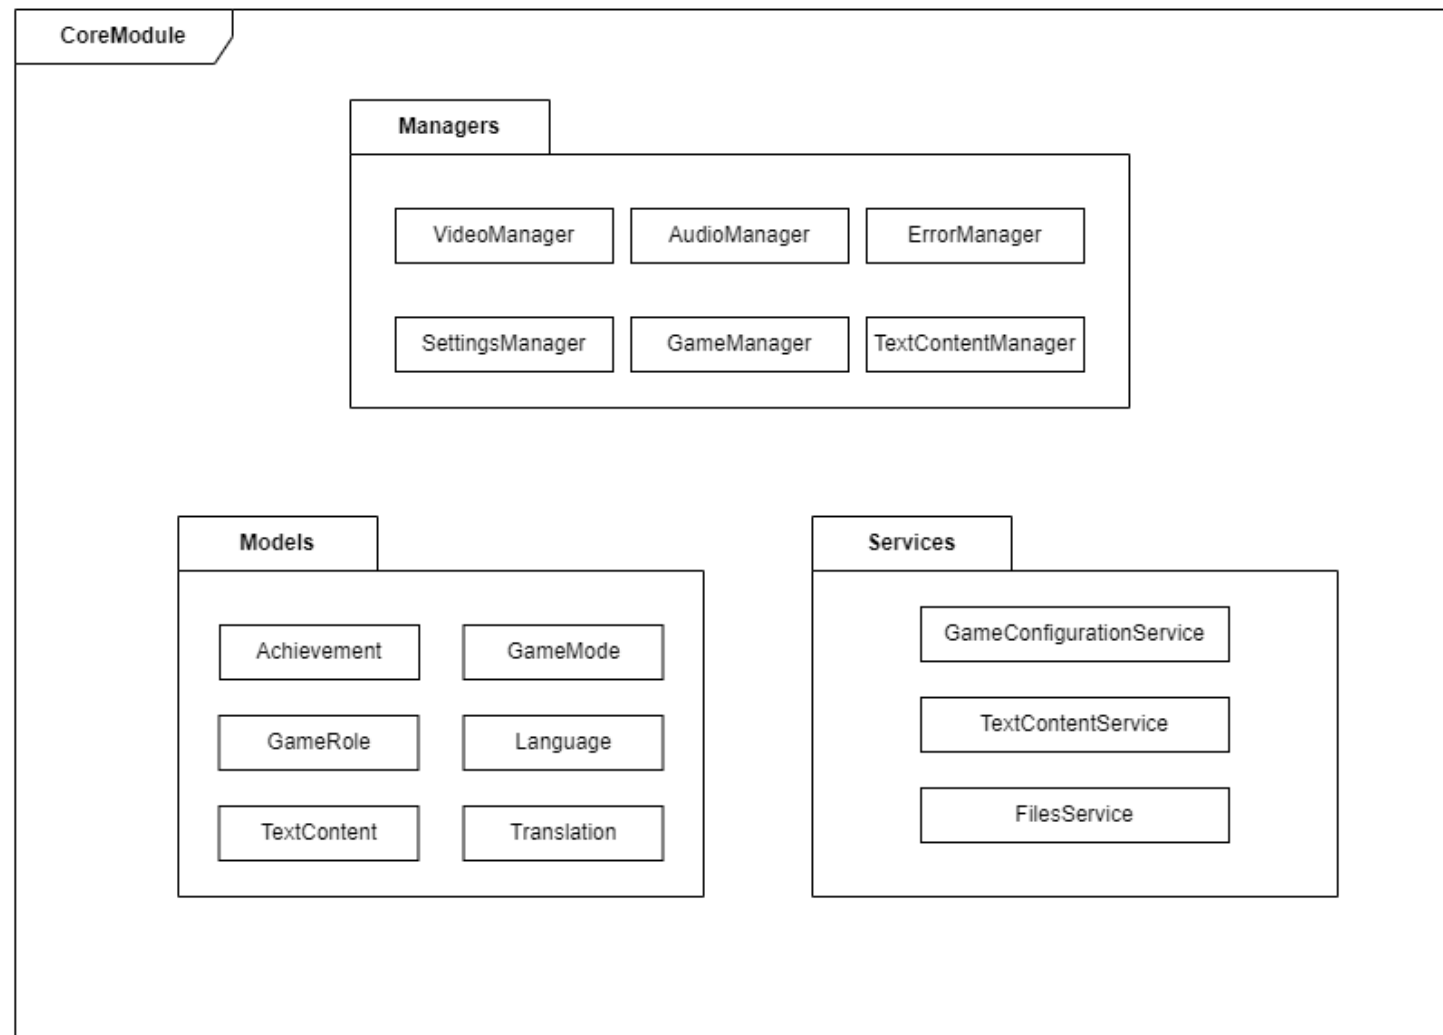 CoreModule
Managers
VideoManager
AudioManager
ErrorManager
SettingsManager
GameManager
TextContentManager
Models
Achievement
GameMode
GameRole
Language
TextContent
Translation
Services
GameConfigurationService
TextContentService
FilesService